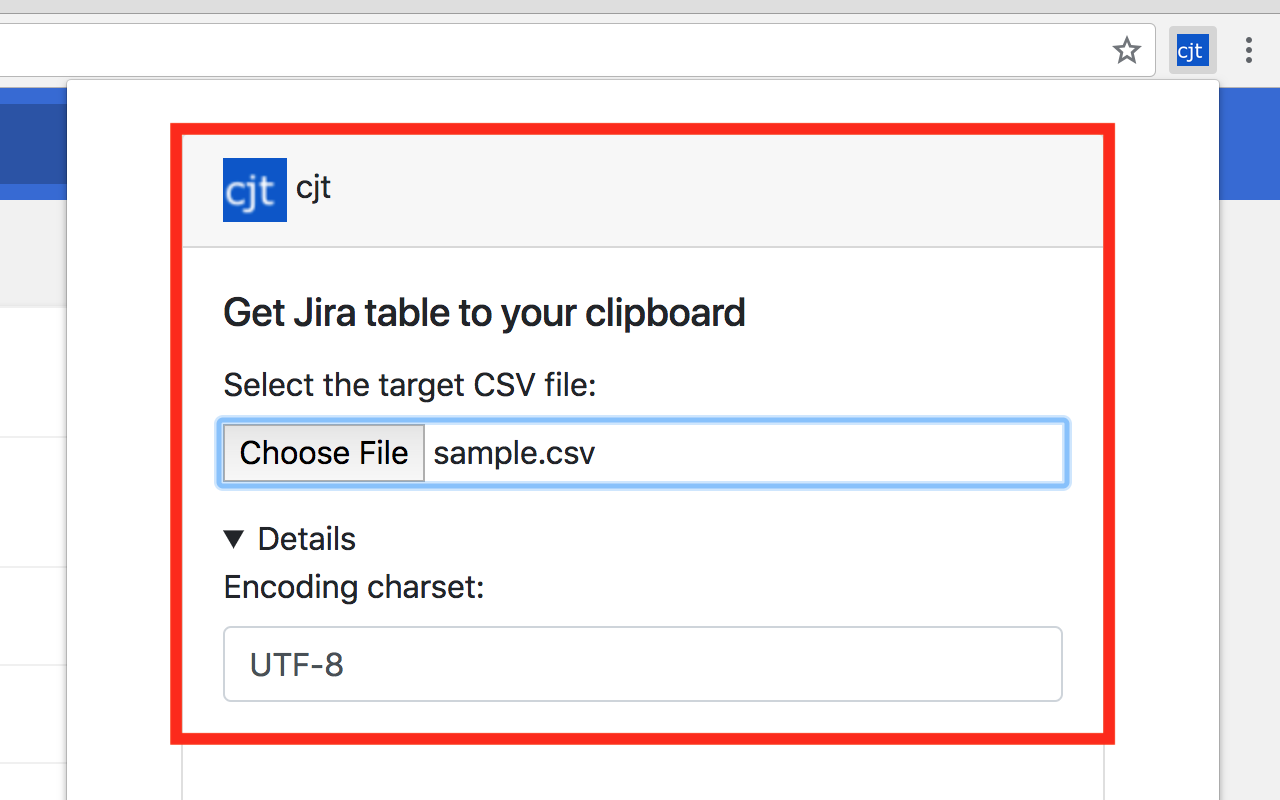 cjt
cjt cjt
Get Jira table to your clipboard
Select the target CSV file:
Choose File sample.csv
▼ Details
Encoding charset:
UTF-8